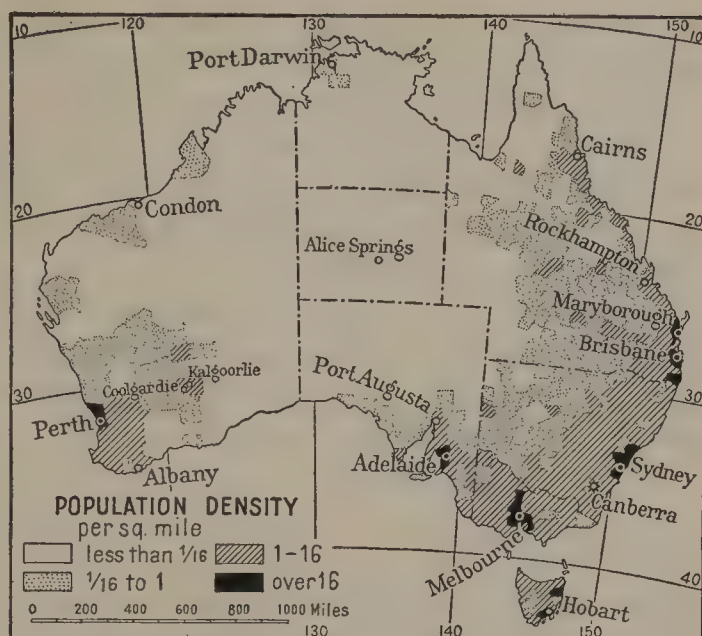 10
120
130
140
150
10
Port Darwin
Cairns
20
Condon
20
Rockhampton
Alice Springs
Maryborough
Brisbane
Port Augusta
Kalgoorlie
Coolgardie
30
30
Perth
Adelaide
Sydney
Albany
Canberra
POPULATION DENSITY
per sq. mile
less than 1/16
1-16
1/16 to 1
over 16
Melbourne
40
Hobart
0 200 400 600 800 1000 Miles
130
140
150